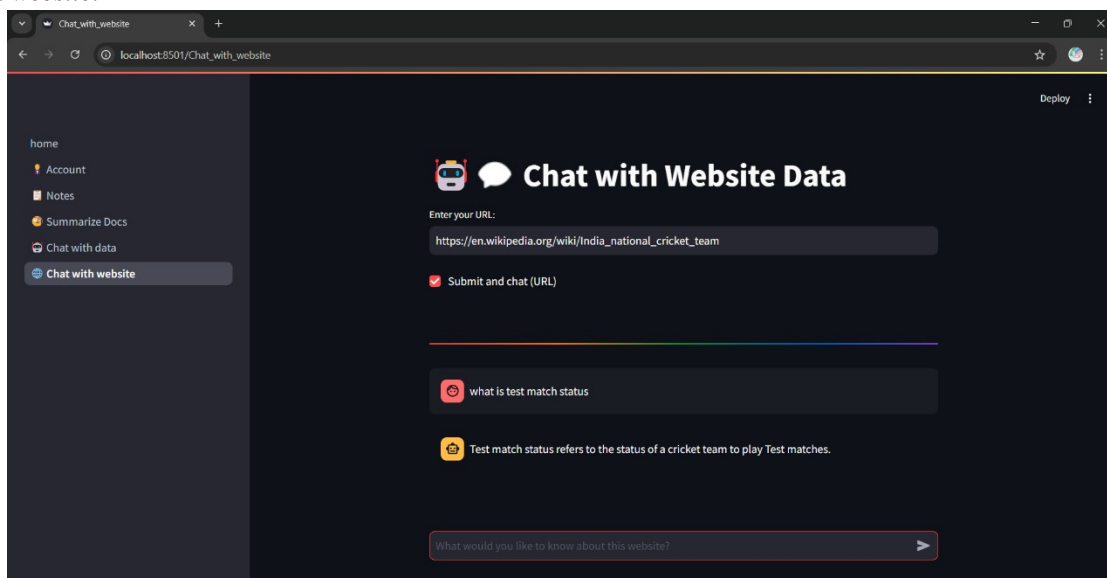 website.
Chat_with_website
localhost:8501/Chat_with_website
Deploy
home
Account
Notes
Summarize Docs
Chat with data
Chat with website
Chat with Website Data
Enter your URL:
https://en.wikipedia.org/wiki/India_national_cricket_team
Submit and chat (URL)
what is test match status
Test match status refers to the status of a cricket team to play Test matches.
What would you like to know about this website?